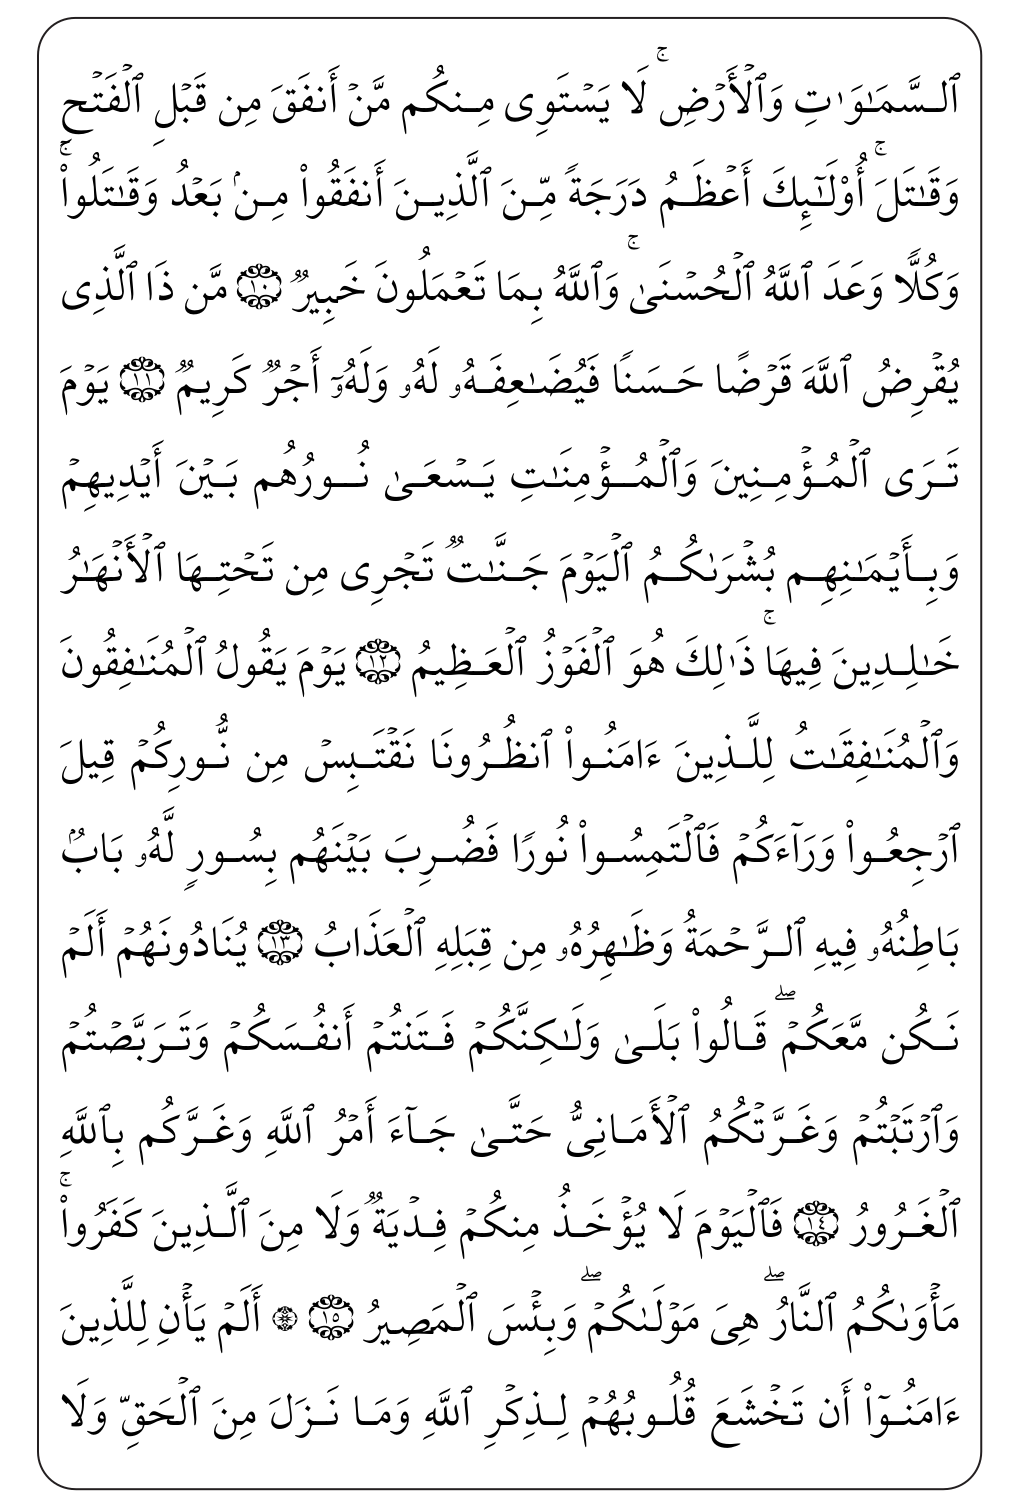 ٱلسَّمَٰوَٰتِ وَٱلْأَرْضِۚ لَا يَسْتَوِى مِنكُم مَّنْ أَنفَقَ مِن قَبْلِ ٱلْفَتْحِ
وَقَٰتَلَۚ أُوْلَٰٓئِكَ أَعْظَمُ دَرَجَةً مِّنَ ٱلَّذِينَ أَنفَقُوا۟ مِنۢ بَعْدُ وَقَٰتَلُوا۟ۚ
وَكُلًّا وَعَدَ ٱللَّهُ ٱلْحُسْنَىٰۚ وَٱللَّهُ بِمَا تَعْمَلُونَ خَبِيرٌ ١٠ مَّن ذَا ٱلَّذِى
يُقْرِضُ ٱللَّهَ قَرْضًا حَسَنًا فَيُضَٰعِفَهُۥ لَهُۥ وَلَهُۥٓ أَجْرٌ كَرِيمٌ ١١ يَوْمَ
تَرَى ٱلْمُؤْمِنِينَ وَٱلْمُؤْمِنَٰتِ يَسْعَىٰ نُورُهُم بَيْنَ أَيْدِيهِمْ
وَبِأَيْمَٰنِهِم بُشْرَىٰكُمُ ٱلْيَوْمَ جَنَّٰتٌ تَجْرِى مِن تَحْتِهَا ٱلْأَنْهَٰرُ
خَٰلِدِينَ فِيهَاۚ ذَٰلِكَ هُوَ ٱلْفَوْزُ ٱلْعَظِيمُ ١٢ يَوْمَ يَقُولُ ٱلْمُنَٰفِقُونَ
وَٱلْمُنَٰفِقَٰتُ لِلَّذِينَ ءَامَنُوا۟ ٱنظُرُونَا نَقْتَبِسْ مِن نُّورِكُمْ قِيلَ
ٱرْجِعُوا۟ وَرَآءَكُمْ فَٱلْتَمِسُوا۟ نُورًا فَضُرِبَ بَيْنَهُم بِسُورٍ لَّهُۥ بَابٌۢ
بَاطِنُهُۥ فِيهِ ٱلرَّحْمَةُ وَظَٰهِرُهُۥ مِن قِبَلِهِ ٱلْعَذَابُ ١٣ يُنَادُونَهُمْ أَلَمْ
نَكُن مَّعَكُمْۖ قَالُوا۟ بَلَىٰ وَلَٰكِنَّكُمْ فَتَنتُمْ أَنفُسَكُمْ وَتَرَبَّصْتُمْ
وَٱرْتَبْتُمْ وَغَرَّتْكُمُ ٱلْأَمَانِىُّ حَتَّىٰ جَآءَ أَمْرُ ٱللَّهِ وَغَرَّكُم بِٱللَّهِ
ٱلْغَرُورُ ١٤ فَٱلْيَوْمَ لَا يُؤْخَذُ مِنكُمْ فِدْيَةٌ وَلَا مِنَ ٱلَّذِينَ كَفَرُوا۟ۚ
مَأْوَىٰكُمُ ٱلنَّارُۖ هِىَ مَوْلَىٰكُمْۖ وَبِئْسَ ٱلْمَصِيرُ ١٥ ۞ أَلَمْ يَأْنِ لِلَّذِينَ
ءَامَنُوٓا۟ أَن تَخْشَعَ قُلُوبُهُمْ لِذِكْرِ ٱللَّهِ وَمَا نَزَلَ مِنَ ٱلْحَقِّ وَلَا